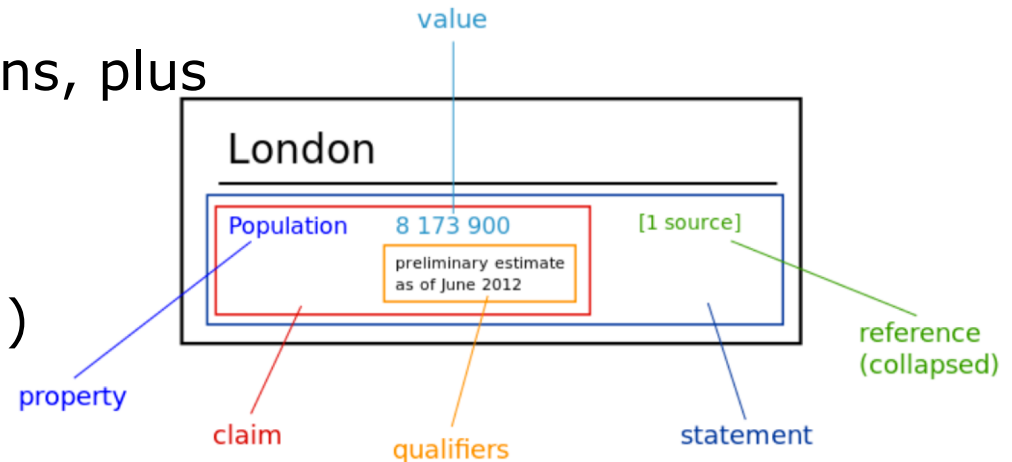 value
ns, plus
London
Population 8 173 900 [1 source]
preliminary estimate
as of June 2012
)
reference
(collapsed)
property
claim
qualifiers
statement